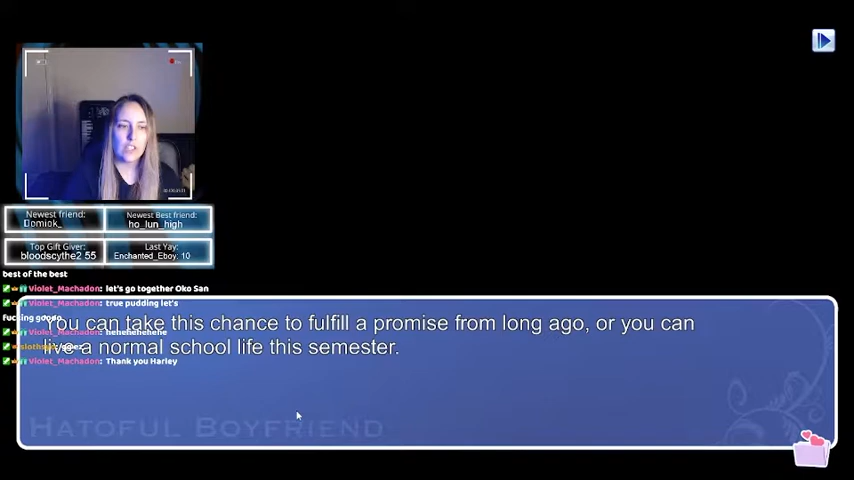 Newest friend:
Domiok_
Newest Best friend:
ho_lun_high
Top Gift Giver:
bloodscythe2 55
Last Yay:
Enchanted_Eboy: 10
best of the best
Violet_Machadon: let's go together Oko San
Violet_Machadon: true pudding let's
Fucking goooo
Violet_Machadon: hehehehehehe
Violet_Machadon: Thank you Harley
You can take this chance to fulfill a promise from long ago, or you can
live a normal school life this semester.
HATOFUL BOYFRIEND